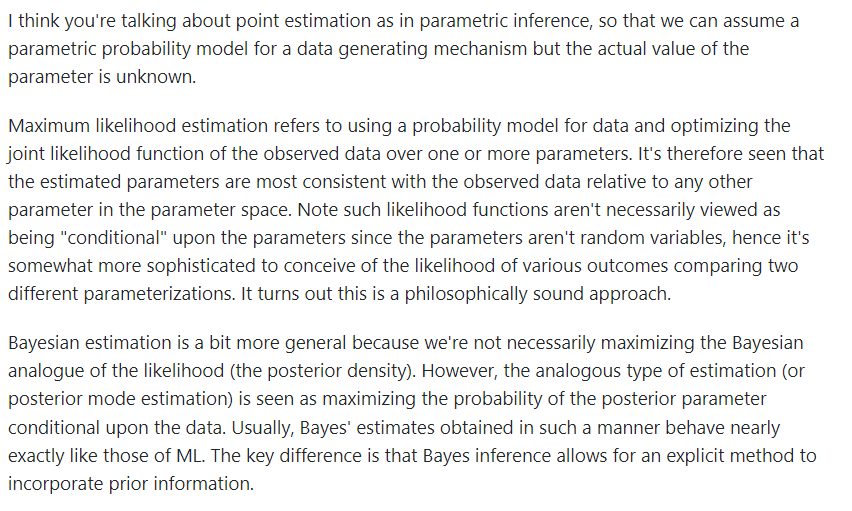 I think you're talking about point estimation as in parametric inference, so that we can assume a
parametric probability model for a data generating mechanism but the actual value of the
parameter is unknown.
Maximum likelihood estimation refers to using a probability model for data and optimizing the
joint likelihood function of the observed data over one or more parameters. It's therefore seen that
the estimated parameters are most consistent with the observed data relative to any other
parameter in the parameter space. Note such likelihood functions aren't necessarily viewed as
being "conditional" upon the parameters since the parameters aren't random variables, hence it's
somewhat more sophisticated to conceive of the likelihood of various outcomes comparing two
different parameterizations. It turns out this is a philosophically sound approach.
Bayesian estimation is a bit more general because we're not necessarily maximizing the Bayesian
analogue of the likelihood (the posterior density). However, the analogous type of estimation (or
posterior mode estimation) is seen as maximizing the probability of the posterior parameter
conditional upon the data. Usually, Bayes' estimates obtained in such a manner behave nearly
exactly like those of ML. The key difference is that Bayes inference allows for an explicit method to
incorporate prior information.